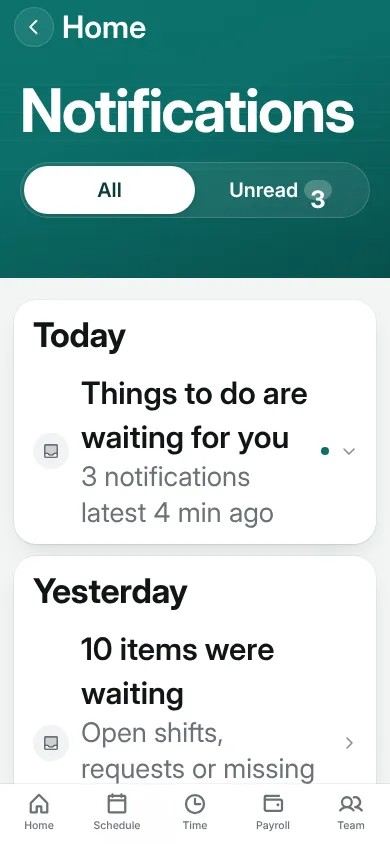 Home
Notifications
All
Unread 3
Today
Things to do are
waiting for you
3 notifications
latest 4 min ago
Yesterday
10 items were
waiting
Open shifts,
requests or missing
Home
Schedule
Time
Payroll
Team